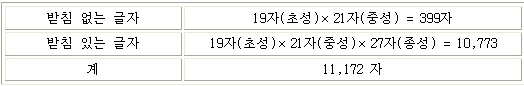 받침 없는 글자 19자(초성)×21자(중성) = 399자
받침 있는 글자 19자(초성)×21자(중성)×27자(종성) = 10,773
계 11,172 자